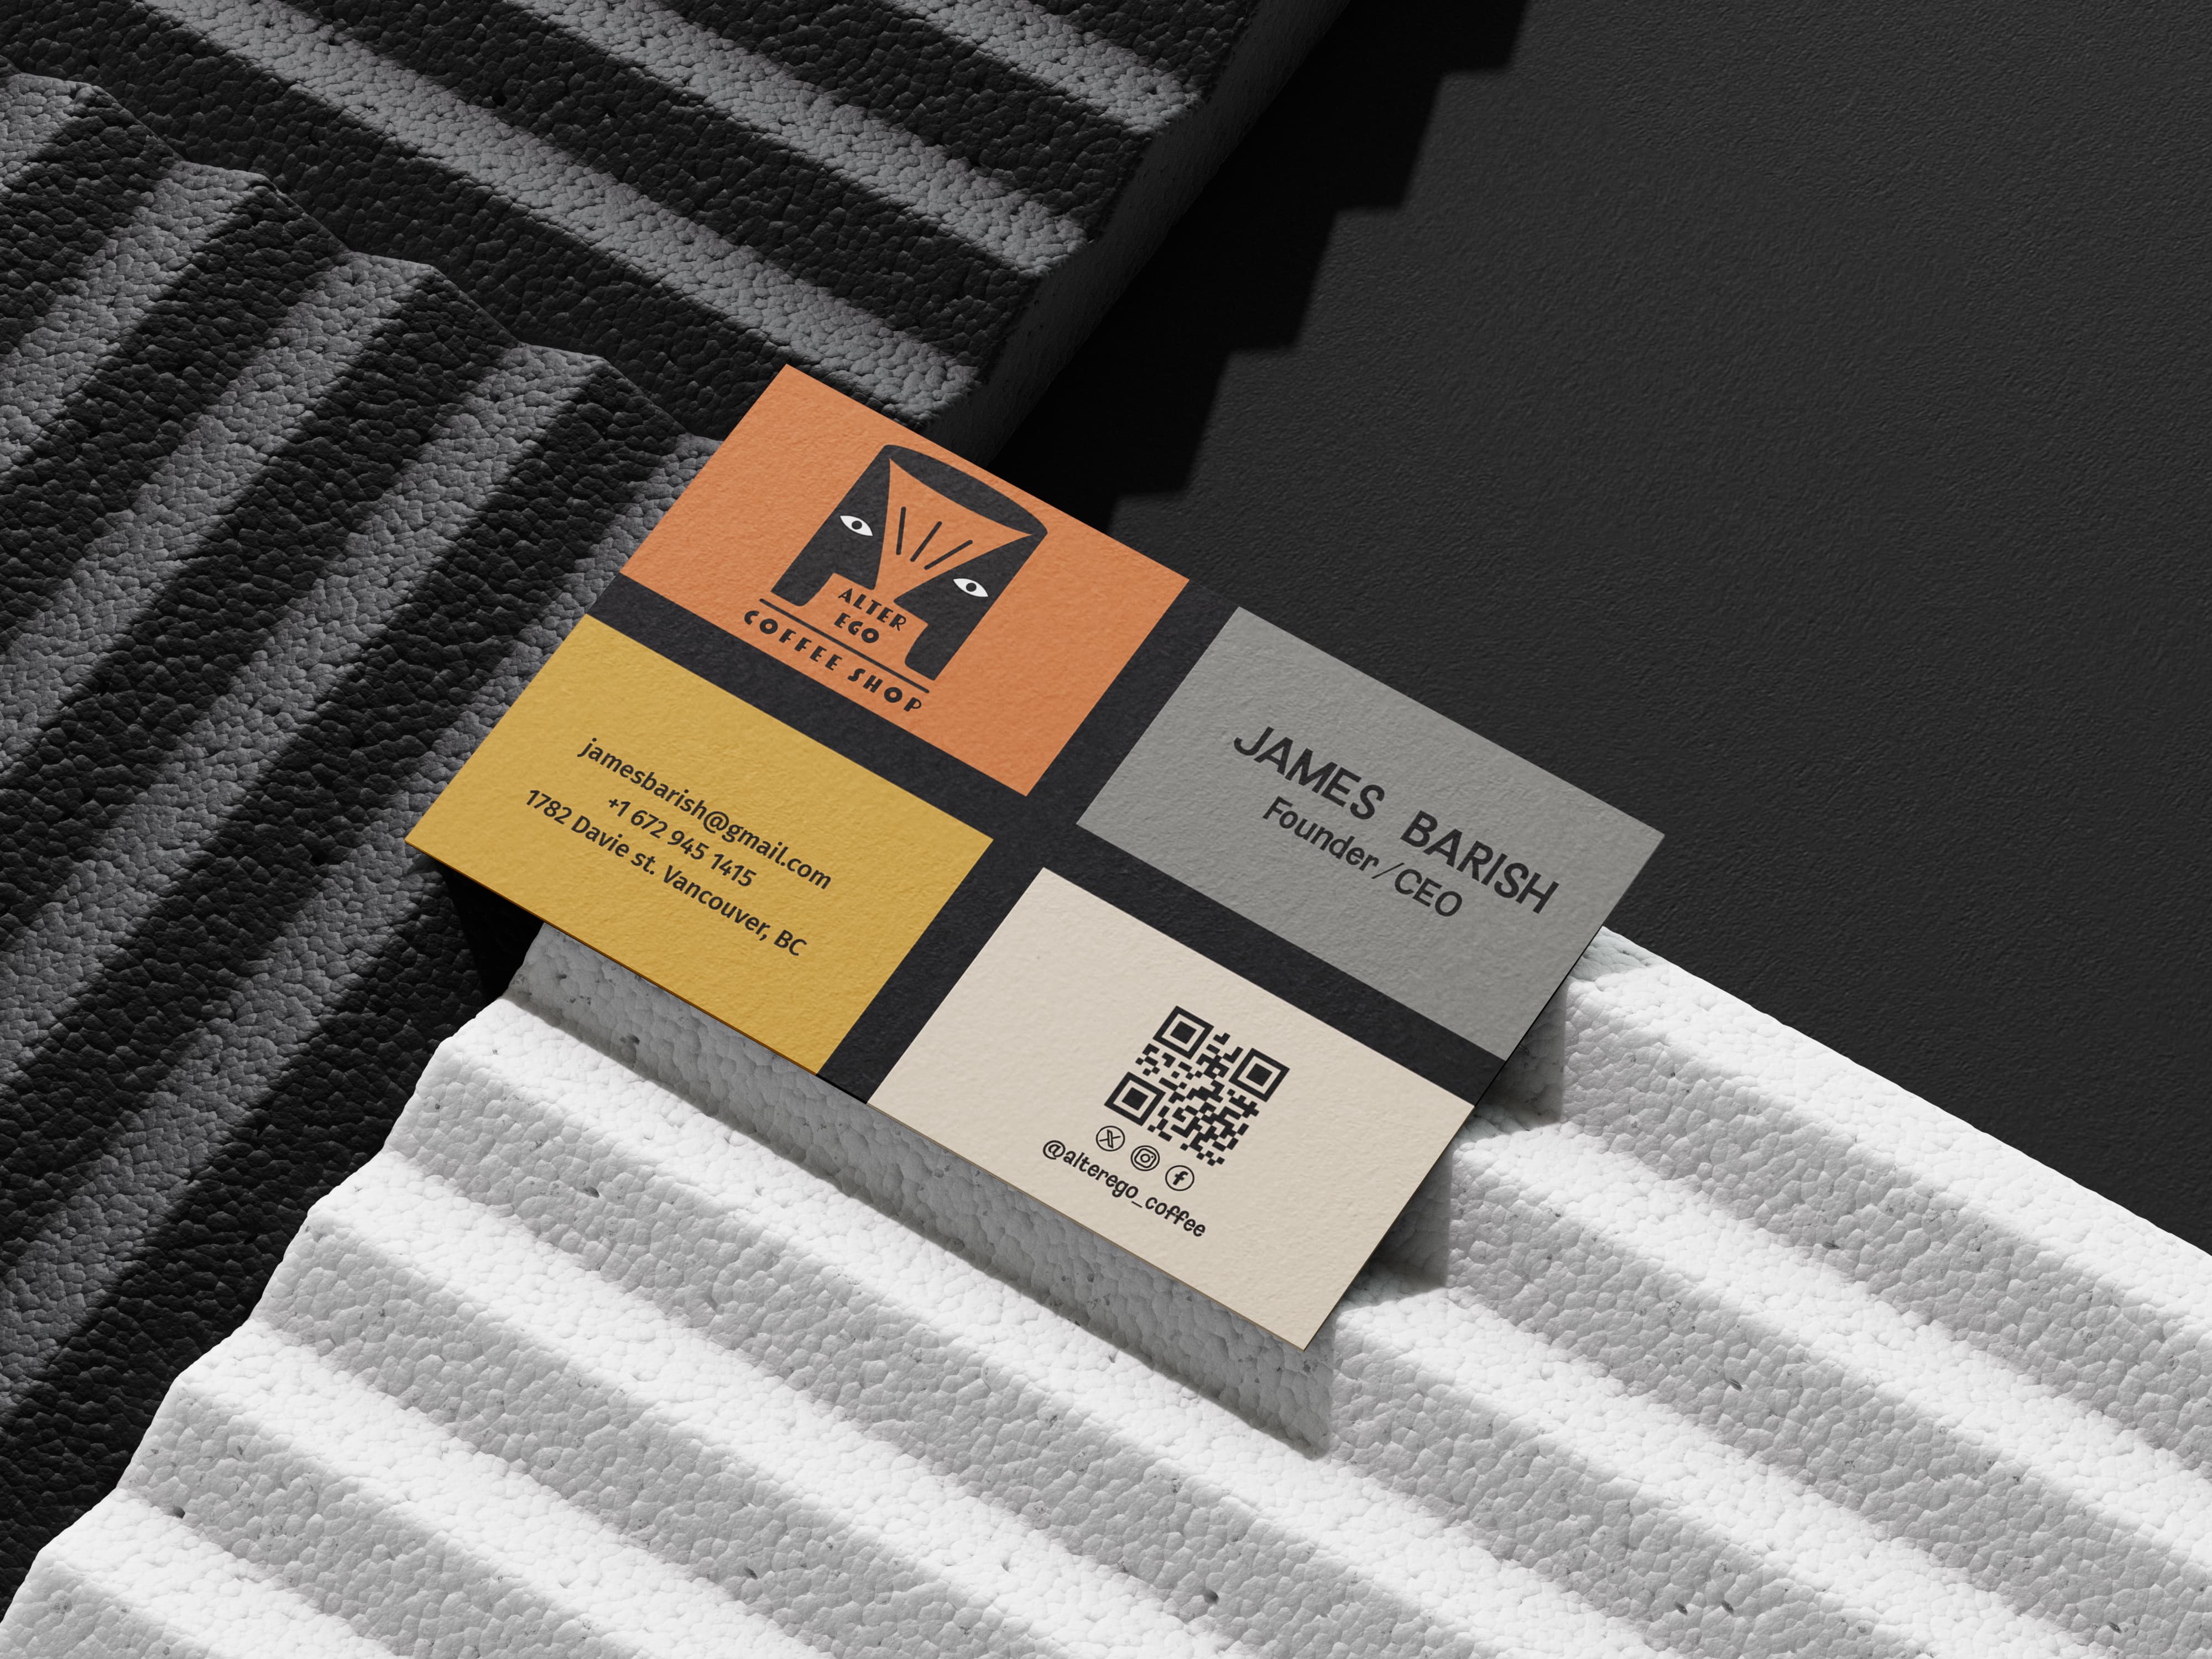 ALTER
EGO
COFFEE SHOP
JAMES BARISH
Founder/CEO
jamesbarish@gmail.com
+1 672 945 1415
1782 Davie st. Vancouver, BC
@alterego_coffee